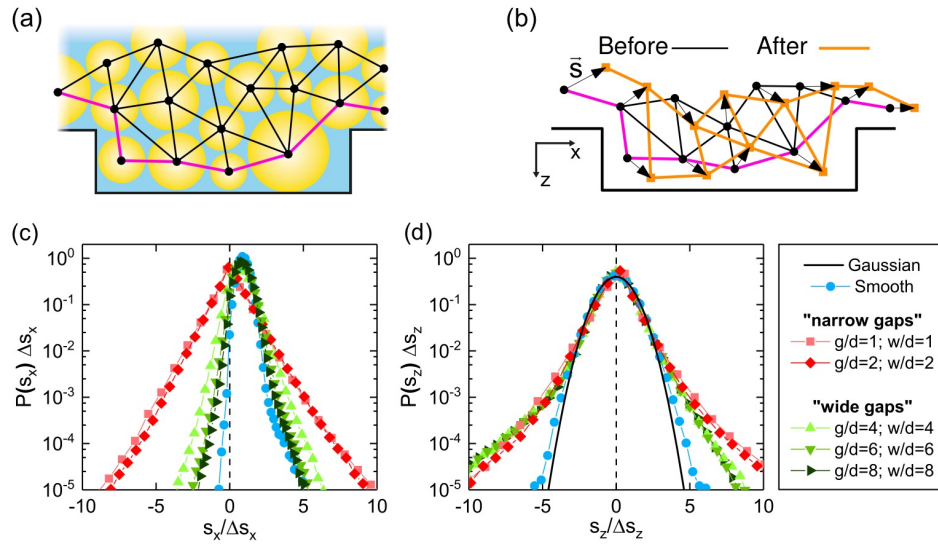 (a)
(b)
Before After
s̄
x
z
(c)
(d)
10⁰
10⁻¹
10⁻²
10⁻³
10⁻⁴
10⁻⁵
P(sₓ) Δsₓ
-10 -5 0 5 10
sₓ/Δsₓ
10⁰
10⁻¹
10⁻²
10⁻³
10⁻⁴
10⁻⁵
P(s_z) Δs_z
-10 -5 0 5 10
s_z/Δs_z
Gaussian
Smooth
"narrow gaps"
g/d=1; w/d=1
g/d=2; w/d=2
"wide gaps"
g/d=4; w/d=4
g/d=6; w/d=6
g/d=8; w/d=8